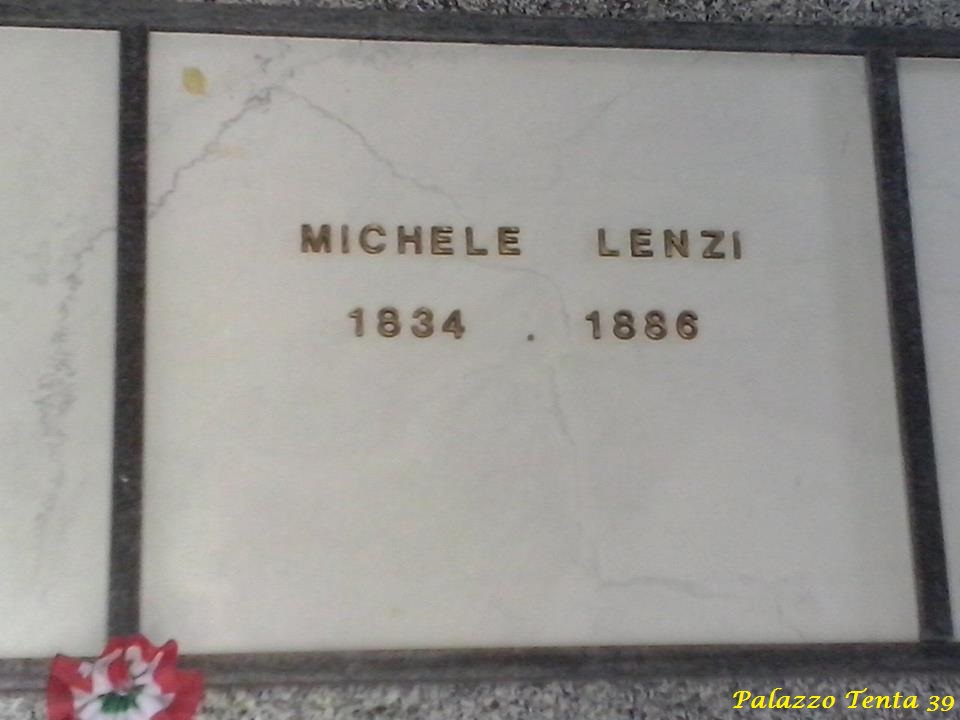 MICHELE LENZI
1834 . 1886
Palazzo Tenta 39